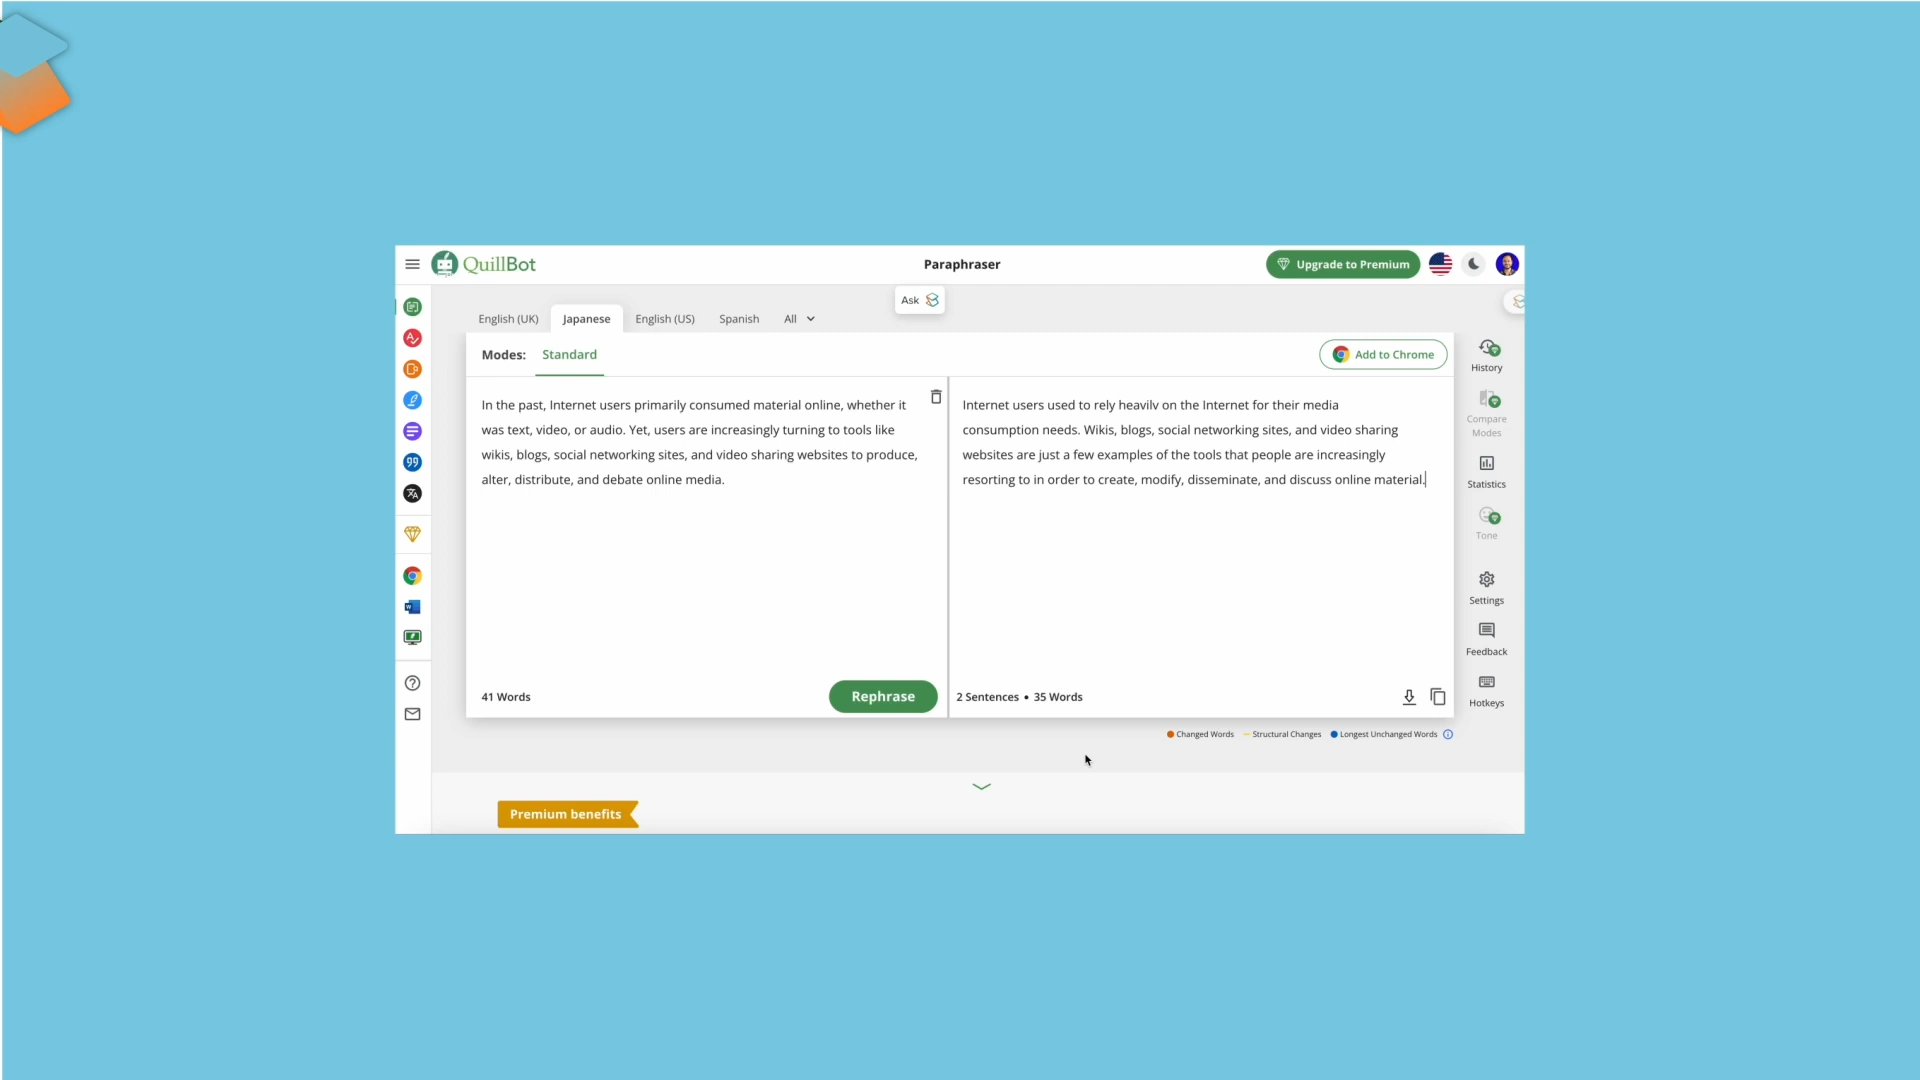 QuillBot
Paraphraser
Upgrade to Premium
Ask
English (UK)
Japanese
English (US)
Spanish
All
Modes:
Standard
Add to Chrome
In the past, Internet users primarily consumed material online, whether it
was text, video, or audio. Yet, users are increasingly turning to tools like
wikis, blogs, social networking sites, and video sharing websites to produce,
alter, distribute, and debate online media.
41 Words
Rephrase
Internet users used to rely heavily on the Internet for their media
consumption needs. Wikis, blogs, social networking sites, and video sharing
websites are just a few examples of the tools that people are increasingly
resorting to in order to create, modify, disseminate, and discuss online material.
2 Sentences • 35 Words
History
Compare
Modes
Statistics
Tone
Settings
Feedback
Hotkeys
Changed Words
Structural Changes
Longest Unchanged Words
Premium benefits